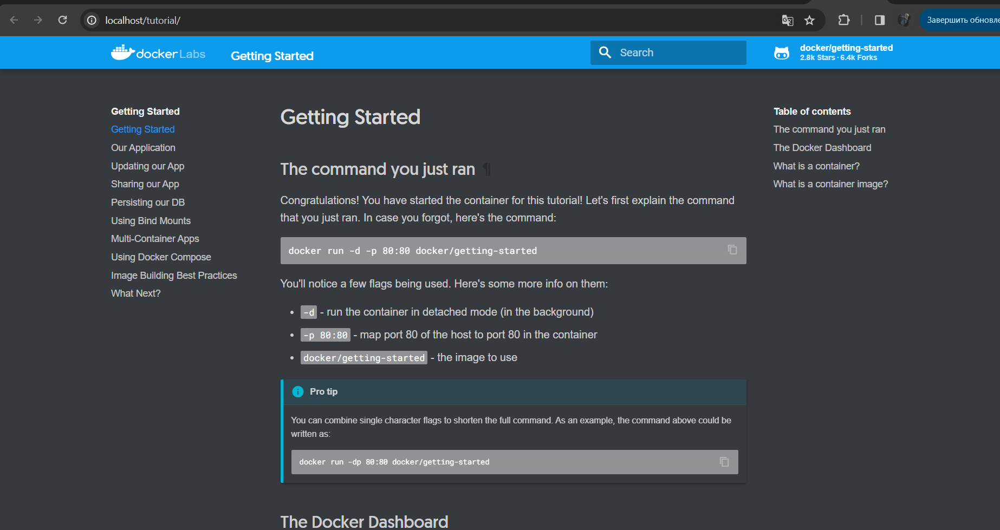 localhost/tutorial/
Завершить обновле
docker Labs
Getting Started
Search
docker/getting-started
2.8k Stars · 6.4k Forks
Getting Started
Getting Started
Our Application
Updating our App
Sharing our App
Persisting our DB
Using Bind Mounts
Multi-Container Apps
Using Docker Compose
Image Building Best Practices
What Next?
Getting Started
The command you just ran ¶
Congratulations! You have started the container for this tutorial! Let's first explain the command
that you just ran. In case you forgot, here's the command:
docker run -d -p 80:80 docker/getting-started
You'll notice a few flags being used. Here's some more info on them:
• -d - run the container in detached mode (in the background)
• -p 80:80 - map port 80 of the host to port 80 in the container
• docker/getting-started - the image to use
Pro tip
You can combine single character flags to shorten the full command. As an example, the command above could be
written as:
docker run -dp 80:80 docker/getting-started
The Docker Dashboard
Table of contents
The command you just ran
The Docker Dashboard
What is a container?
What is a container image?